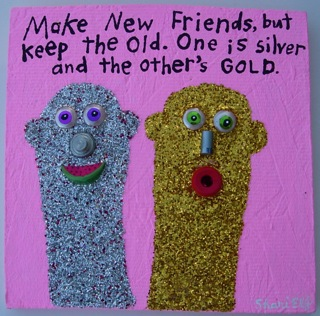 Make New Friends, but
keep the Old. One is silver
and the other's GOLD.